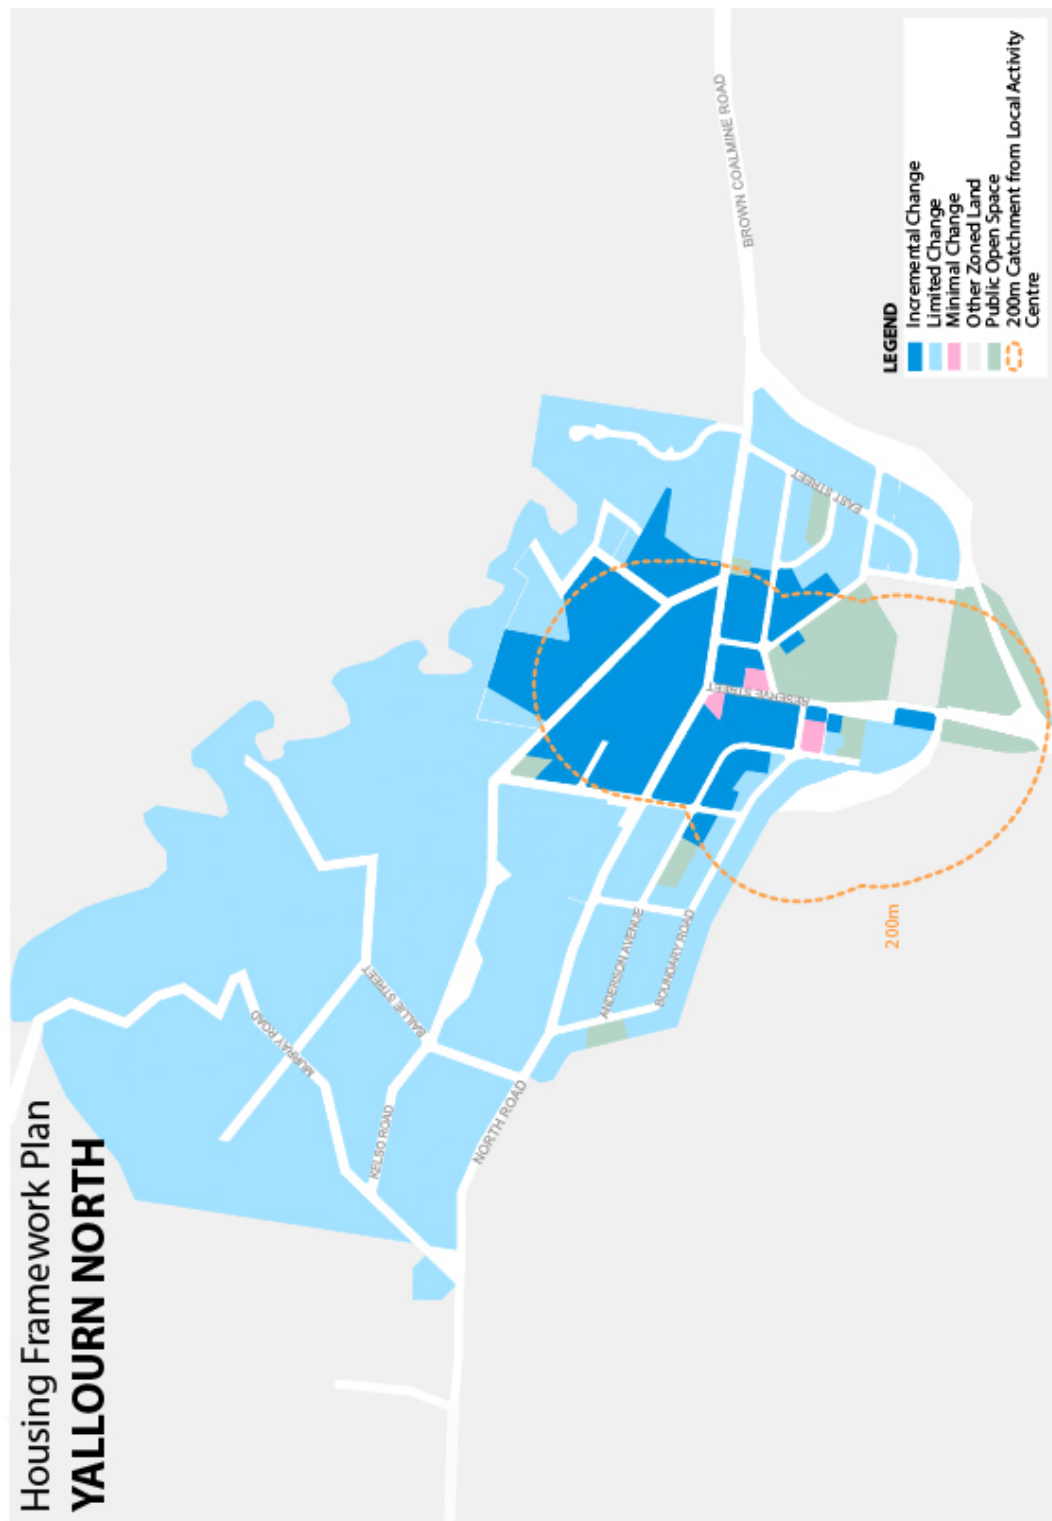 Housing Framework Plan
YALLOURN NORTH
MURRAY ROAD
BAILLIE STREET
KELSO ROAD
NORTH ROAD
ANDERSON AVENUE
BOUNDARY ROAD
RESERVE STREET
EAST STREET
BROWN COALMINE ROAD
200m
LEGEND
Incremental Change
Limited Change
Minimal Change
Other Zoned Land
Public Open Space
200m Catchment from Local Activity
Centre